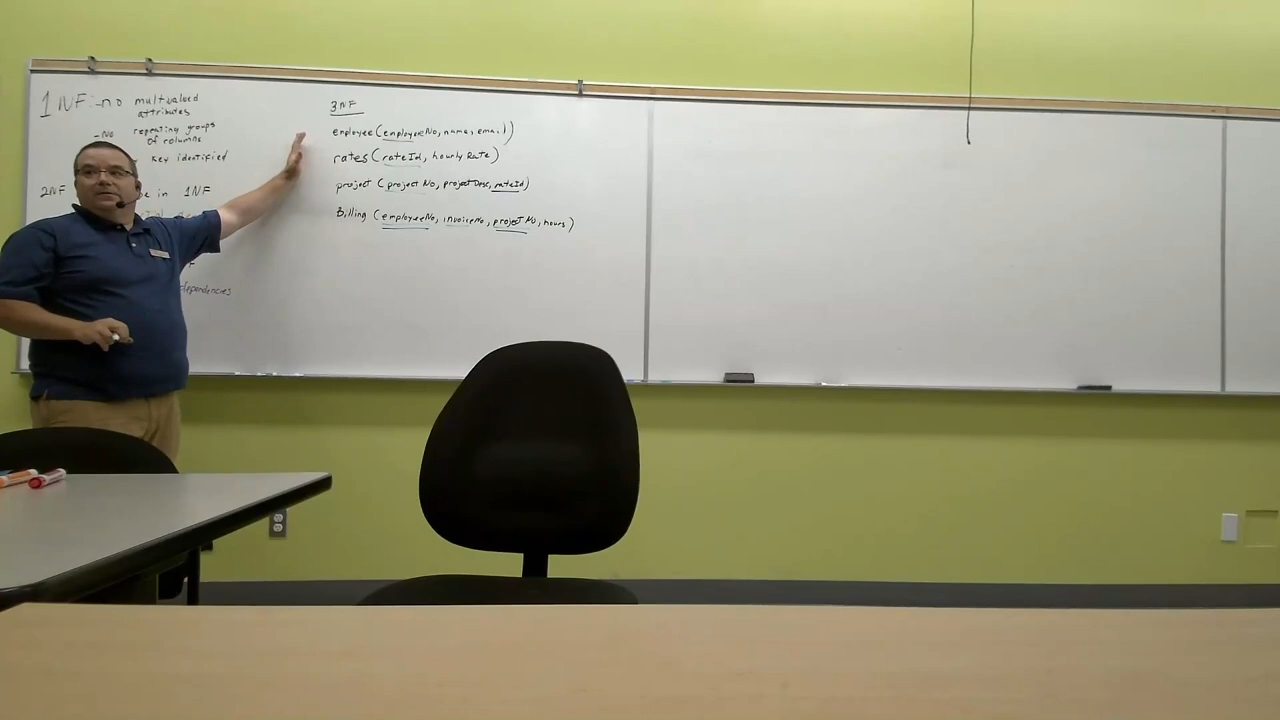 1NF: -no multivalued
attributes
-No repeating groups
of columns
key identified
2NF
in 1NF
dependencies
3NF
employee (employeeNo, name, email)
rates (rateId, hourlyRate)
project (projectNo, projectDesc, rateId)
Billing (employeeNo, invoiceNo, projectNo, hours)